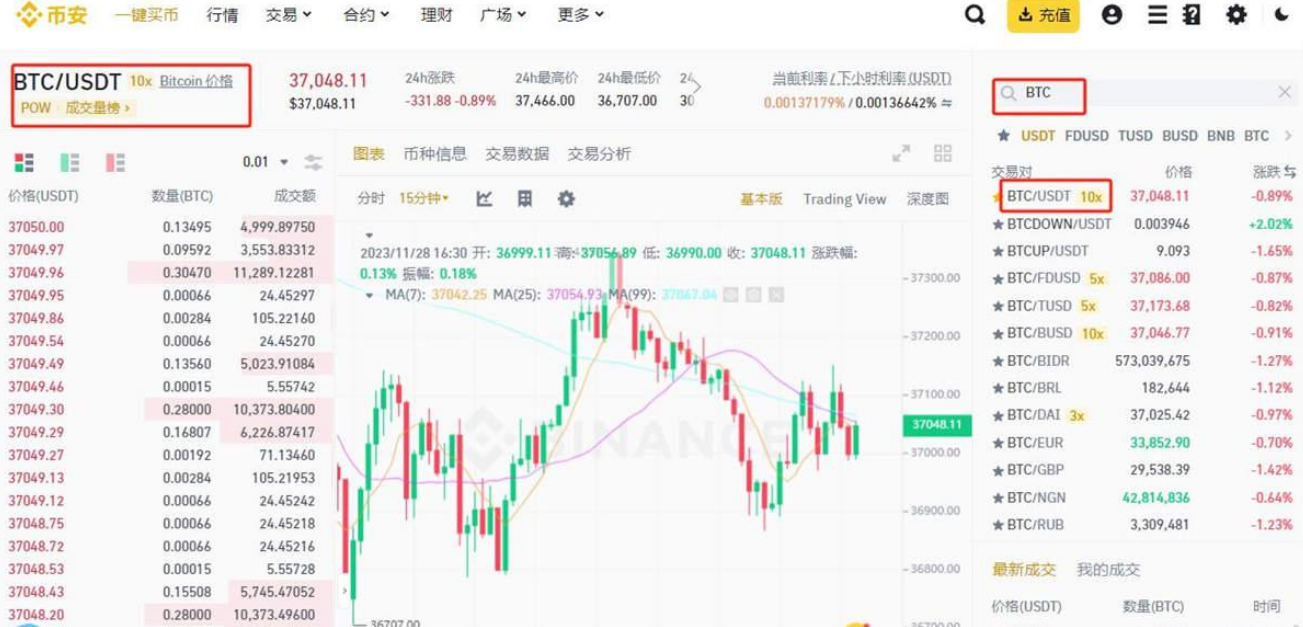 币安 一键买币 行情 交易 合约 理财 广场 更多 充值
BTC/USDT 10x Bitcoin 价格
POW 成交量榜
37,048.11
$37,048.11
24h涨跌
-331.88 -0.89%
24h最高价
37,466.00
24h最低价
36,707.00
24
30
当前利率 / 下小时利率 (USDT)
0.00137179% / 0.00136642%
0.01
价格(USDT) 数量(BTC) 成交额
37050.00 0.13495 4,999.89750
37049.97 0.09592 3,553.83312
37049.96 0.30470 11,289.12281
37049.95 0.00066 24.45297
37049.86 0.00284 105.22160
37049.54 0.00066 24.45270
37049.49 0.13560 5,023.91084
37049.46 0.00015 5.55742
37049.30 0.28000 10,373.80400
37049.29 0.16807 6,226.87417
37049.27 0.00192 71.13460
37049.13 0.00284 105.21953
37049.12 0.00066 24.45242
37048.75 0.00066 24.45218
37048.72 0.00066 24.45216
37048.53 0.00015 5.55728
37048.43 0.15508 5,745.47052
37048.20 0.28000 10,373.49600
图表 币种信息 交易数据 交易分析
分时 15分钟 基本版 Trading View 深度图
2023/11/28 16:30 开: 36999.11 高: 37056.89 低: 36990.00 收: 37048.11 涨跌幅:
0.13% 振幅: 0.18%
MA(7): 37042.25 MA(25): 37054.93 MA(99): 37067.04
BINANCE
37300.00
37200.00
37100.00
37048.11
37000.00
36900.00
36800.00
36700.00
36707.00
BTC
USDT FDUSD TUSD BUSD BNB BTC
交易对 价格 涨跌
BTC/USDT 10x 37,048.11 -0.89%
BTCDOWN/USDT 0.003946 +2.02%
BTCUP/USDT 9.093 -1.65%
BTC/FDUSD 5x 37,086.00 -0.87%
BTC/TUSD 5x 37,173.68 -0.82%
BTC/BUSD 10x 37,046.77 -0.91%
BTC/BIDR 573,039,675 -1.27%
BTC/BRL 182,644 -1.12%
BTC/DAI 3x 37,025.42 -0.97%
BTC/EUR 33,852.90 -0.70%
BTC/GBP 29,538.39 -1.42%
BTC/NGN 42,814,836 -0.64%
BTC/RUB 3,309,481 -1.23%
最新成交 我的成交
价格(USDT) 数量(BTC) 时间